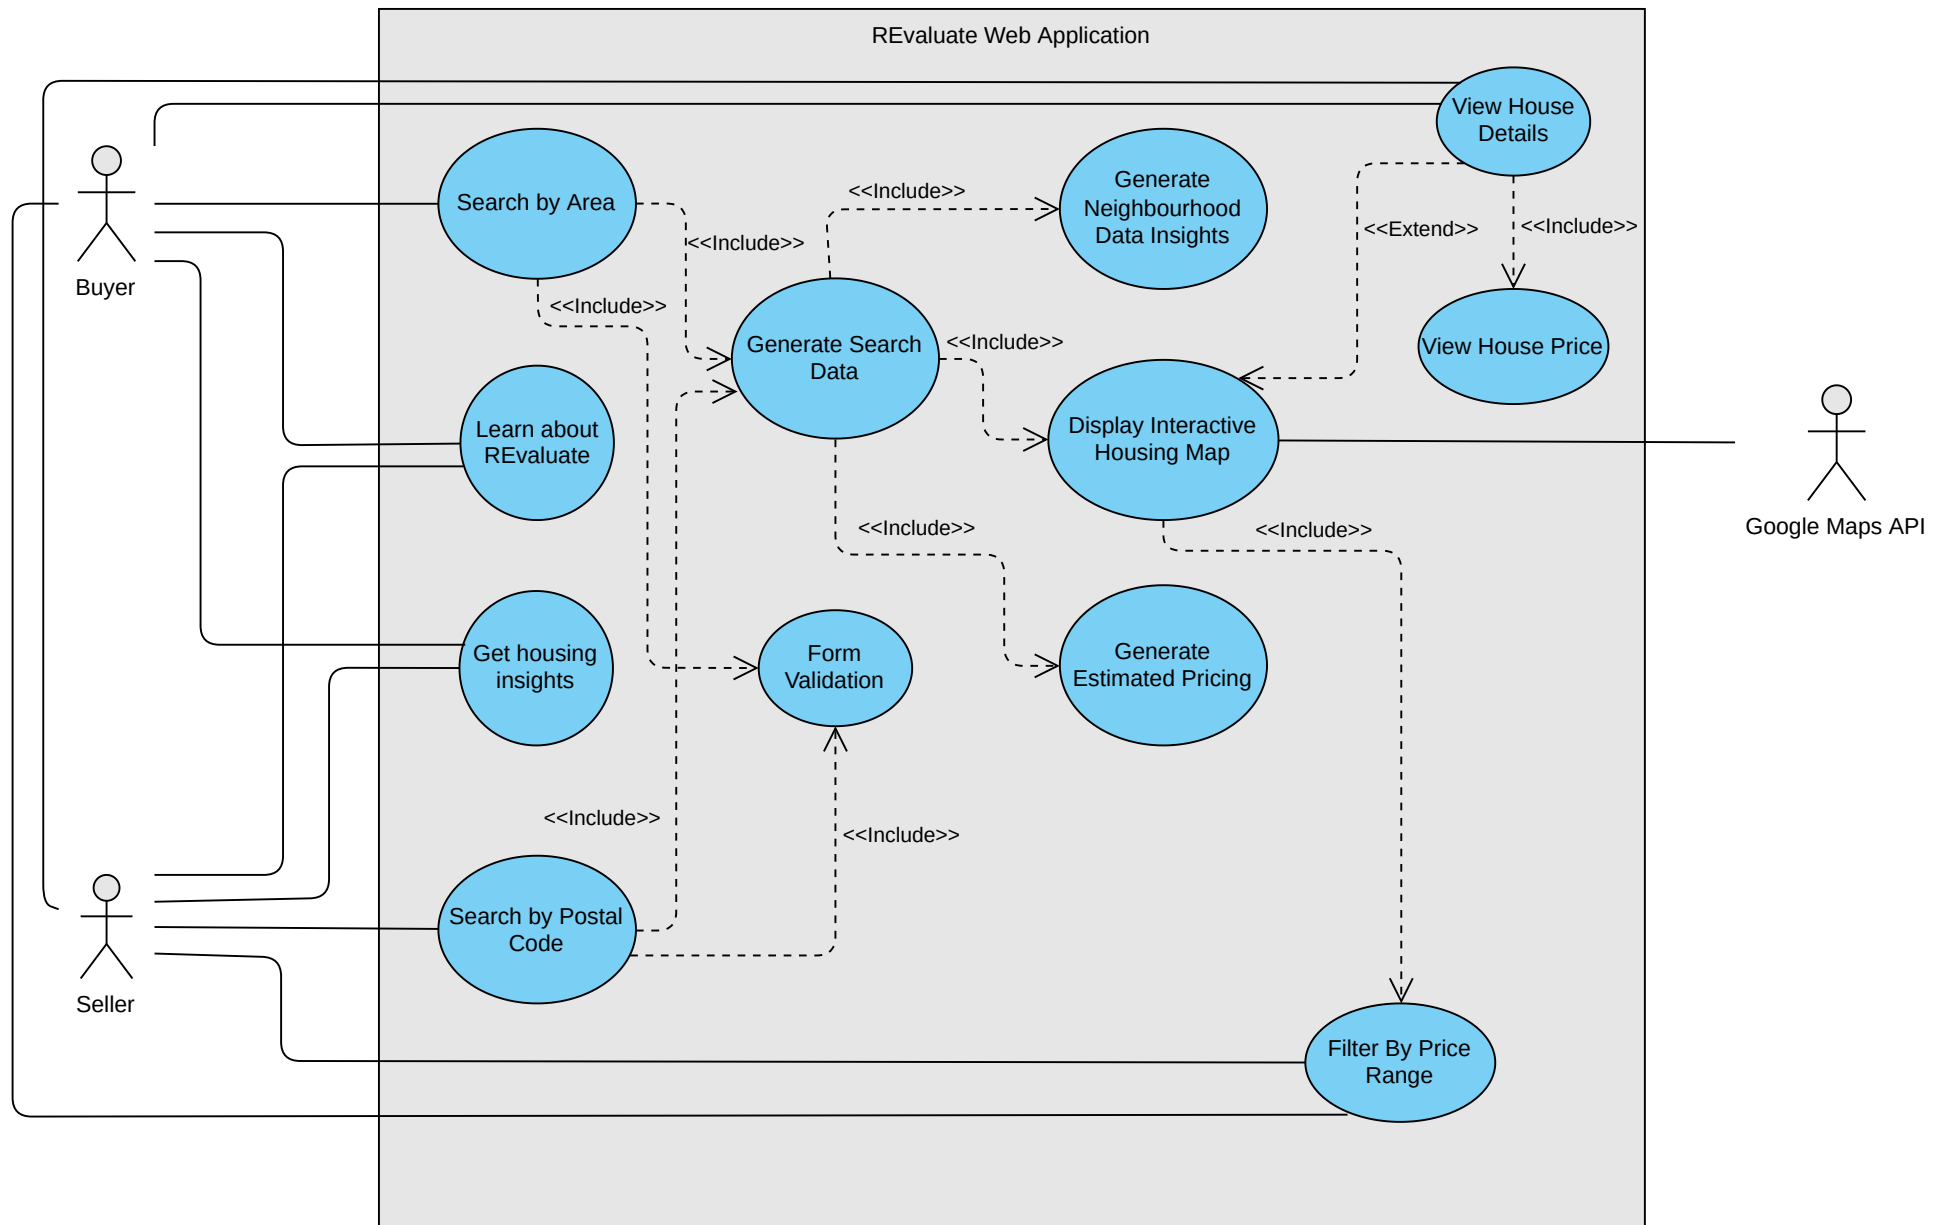 REvaluate Web Application
View House
Details
Search by Area
<<Include>>
Generate
Neighbourhood
Data Insights
<<Include>>
<<Extend>>
<<Include>>
Buyer
<<Include>>
Generate Search
Data
<<Include>>
View House Price
Learn about
REvaluate
Display Interactive
Housing Map
Google Maps API
<<Include>>
<<Include>>
Get housing
insights
Form
Validation
Generate
Estimated Pricing
<<Include>>
<<Include>>
Search by Postal
Code
Seller
Filter By Price
Range